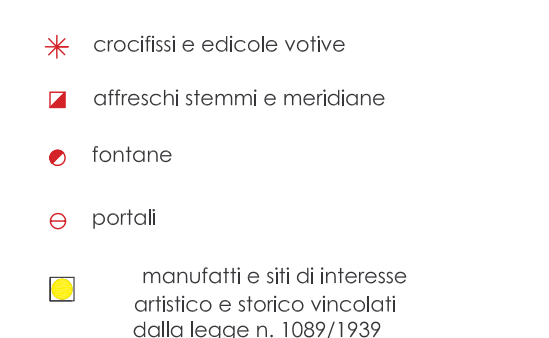 crocifissi e edicole votive
affreschi stemmi e meridiane
fontane
portali
manufatti e siti di interesse
artistico e storico vincolati
dalla legge n. 1089/1939